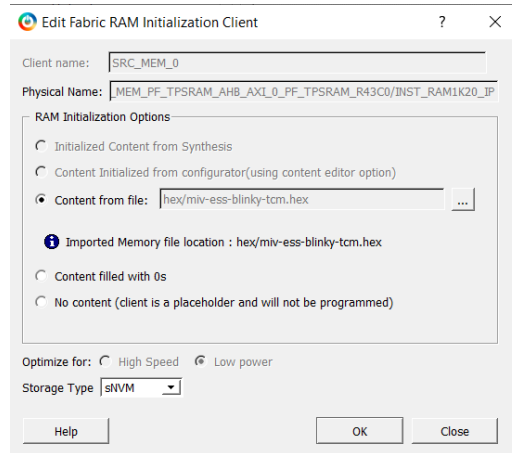 Edit Fabric RAM Initialization Client ? ×
Client name: SRC_MEM_0
Physical Name: _MEM_PF_TPSRAM_AHB_AXI_0_PF_TPSRAM_R43C0/INST_RAM1K20_IP
RAM Initialization Options
Initialized Content from Synthesis
Content Initialized from configurator(using content editor option)
Content from file: hex/miv-ess-blinky-tcm.hex ...
Imported Memory file location : hex/miv-ess-blinky-tcm.hex
Content filled with 0s
No content (client is a placeholder and will not be programmed)
Optimize for: High Speed Low power
Storage Type sNVM
Help OK Close